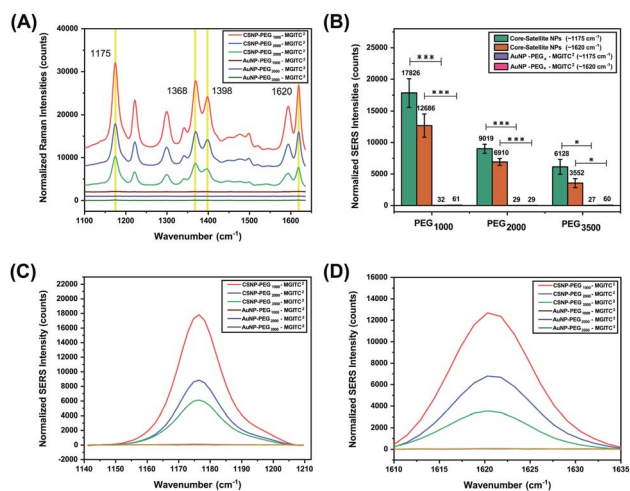 (A)
CSNP-PEG1000- MGITC2
CSNP-PEG2000- MGITC2
CSNP-PEG3500- MGITC2
AuNP-PEG1000- MGITC2
AuNP-PEG2000- MGITC2
AuNP-PEG3500- MGITC2
1175
1368
1398
1620
40000
30000
20000
10000
0
1100 1200 1300 1400 1500 1600
Wavenumber (cm-1)
Normalized Raman Intensities (counts)
(B)
Core-Satellite NPs (~1175 cm-1)
Core-Satellite NPs (~1620 cm-1)
AuNP -PEGx - MGITC2 (~1175 cm-1)
AuNP -PEGx - MGITC2 (~1620 cm-1)
25000
20000
15000
10000
5000
0
17826
***
12686
***
32 61
9019
***
6910
***
29 29
6128
*
3552
*
27 60
PEG1000 PEG2000 PEG3500
Normalized SERS Intensities (counts)
(C)
CSNP-PEG1000- MGITC2
CSNP-PEG2000- MGITC2
CSNP-PEG3500- MGITC2
AuNP-PEG1000- MGITC2
AuNP-PEG2000- MGITC2
AuNP-PEG3500- MGITC2
18000
16000
14000
12000
10000
8000
6000
4000
2000
0
-2000
1140 1150 1160 1170 1180 1190 1200 1210
Wavenumber (cm-1)
Normalized SERS Intensity (counts)
(D)
CSNP-PEG1000- MGITC2
CSNP-PEG2000- MGITC2
CSNP-PEG3500- MGITC2
AuNP-PEG1000- MGITC2
AuNP-PEG2000- MGITC2
AuNP-PEG3500- MGITC2
16000
14000
12000
10000
8000
6000
4000
2000
0
1610 1615 1620 1625 1630 1635
Wavenumber (cm-1)
Normalized SERS Intensity (counts)